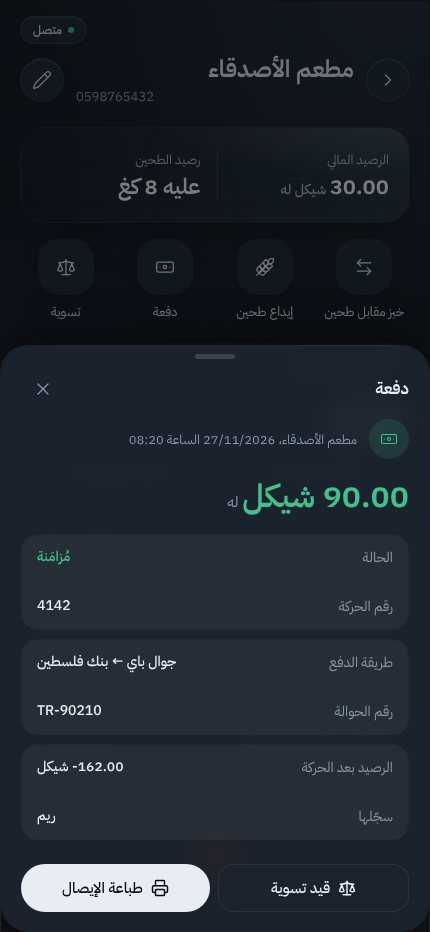 متصل
مطعم الأصدقاء
0598765432
الرصيد المالي
30.00 شيكل له
رصيد الطحين
عليه 8 كغ
خبز مقابل طحين
إيداع طحين
دفعة
تسوية
دفعة
مطعم الأصدقاء، 27/11/2026 الساعة 08:20
90.00 شيكل له
الحالة
مُزامَنة
رقم الحركة
4142
طريقة الدفع
جوال باي ← بنك فلسطين
رقم الحوالة
TR-90210
الرصيد بعد الحركة
-162.00 شيكل
سجّلها
ريم
قيد تسوية
طباعة الإيصال